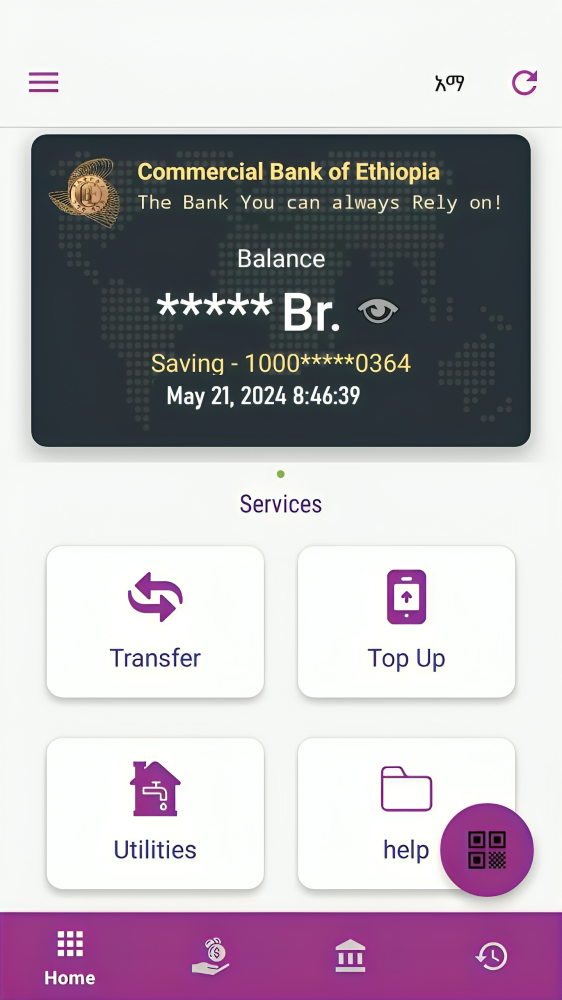 አማ
Commercial Bank of Ethiopia
The Bank You can always Rely on!
Balance
***** Br.
Saving - 1000*****0364
May 21, 2024 8:46:39
Services
Transfer
Top Up
Utilities
help
Home